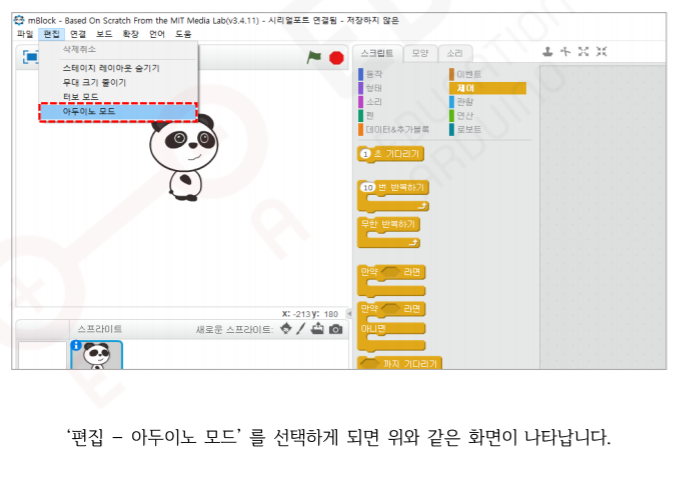 mBlock - Based On Scratch From the MIT Media Lab(v3.4.11) - 시리얼포트 연결됨 - 저장하지 않은
파일 편집 연결 보드 확장 언어 도움
삭제취소
스테이지 레이아웃 숨기기
무대 크기 줄이기
터보 모드
아두이노 모드
스크립트 모양 소리
동작 이벤트
형태 제어
소리 관찰
펜 연산
데이터&추가블록 로보트
1 초 기다리기
10 번 반복하기
무한 반복하기
만약 라면
만약 라면
아니면
까지 기다리기
X: -213 y: 180
스프라이트 새로운 스프라이트:
'편집 – 아두이노 모드' 를 선택하게 되면 위와 같은 화면이 나타납니다.